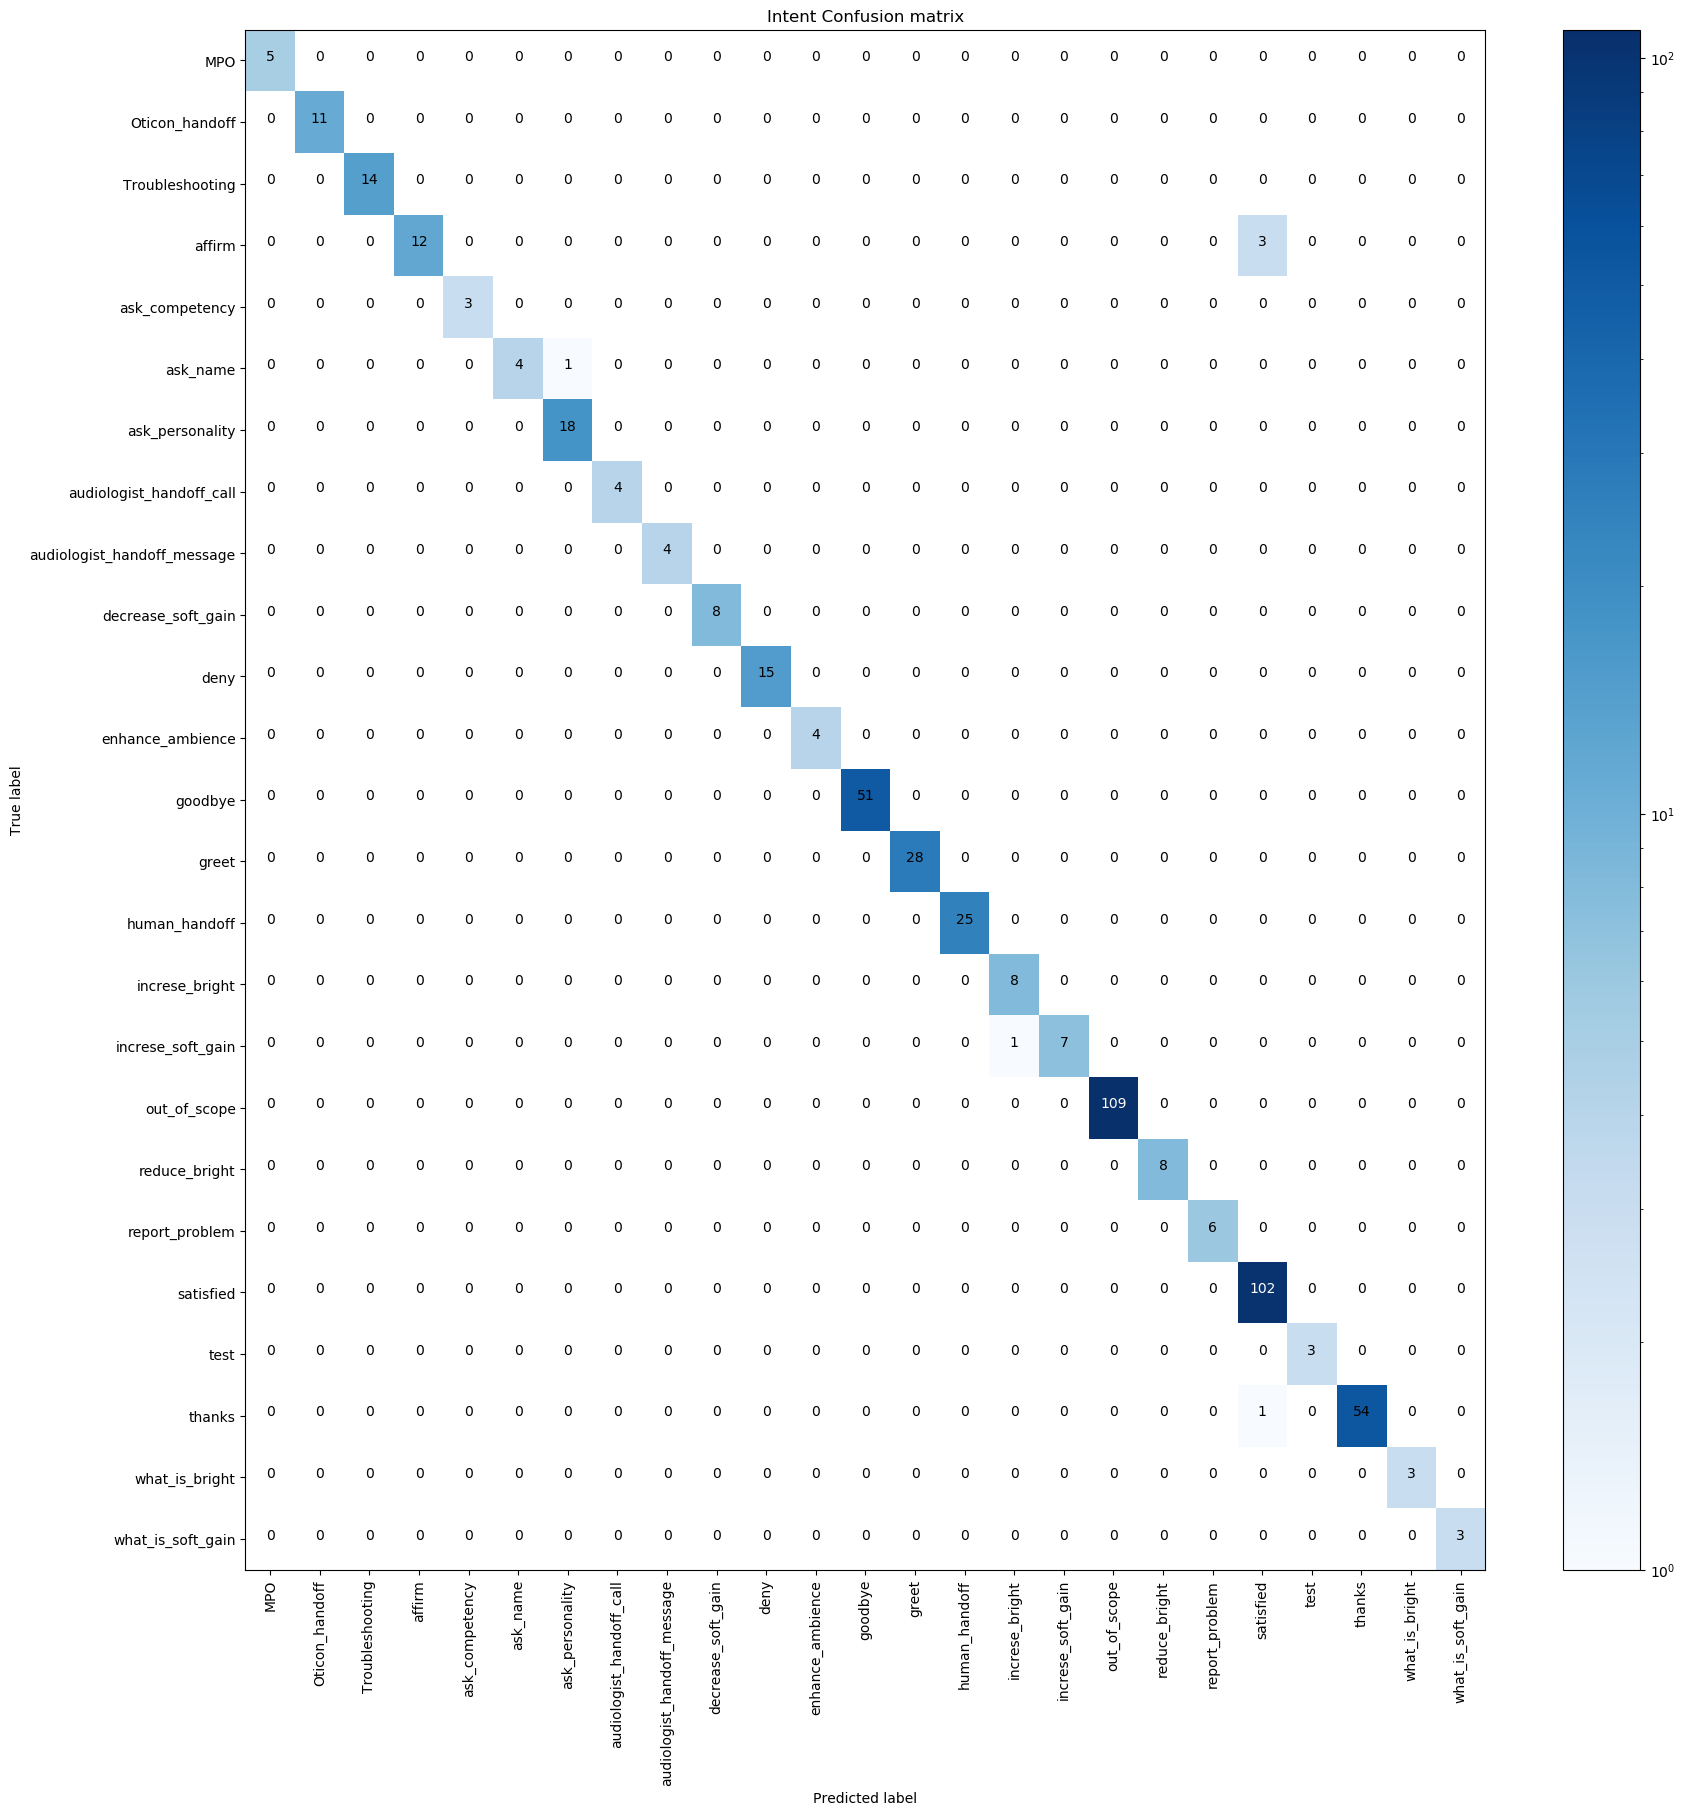 Intent Confusion matrix
MPO 5 0 0 0 0 0 0 0 0 0 0 0 0 0 0 0 0 0 0 0 0 0 0 0 0
Oticon_handoff 0 11 0 0 0 0 0 0 0 0 0 0 0 0 0 0 0 0 0 0 0 0 0 0 0
Troubleshooting 0 0 14 0 0 0 0 0 0 0 0 0 0 0 0 0 0 0 0 0 0 0 0 0 0
affirm 0 0 0 12 0 0 0 0 0 0 0 0 0 0 0 0 0 0 0 0 3 0 0 0 0
ask_competency 0 0 0 0 3 0 0 0 0 0 0 0 0 0 0 0 0 0 0 0 0 0 0 0 0
ask_name 0 0 0 0 0 4 1 0 0 0 0 0 0 0 0 0 0 0 0 0 0 0 0 0 0
ask_personality 0 0 0 0 0 0 18 0 0 0 0 0 0 0 0 0 0 0 0 0 0 0 0 0 0
audiologist_handoff_call 0 0 0 0 0 0 0 4 0 0 0 0 0 0 0 0 0 0 0 0 0 0 0 0 0
audiologist_handoff_message 0 0 0 0 0 0 0 0 4 0 0 0 0 0 0 0 0 0 0 0 0 0 0 0 0
decrease_soft_gain 0 0 0 0 0 0 0 0 0 8 0 0 0 0 0 0 0 0 0 0 0 0 0 0 0
deny 0 0 0 0 0 0 0 0 0 0 15 0 0 0 0 0 0 0 0 0 0 0 0 0 0
enhance_ambience 0 0 0 0 0 0 0 0 0 0 0 4 0 0 0 0 0 0 0 0 0 0 0 0 0
goodbye 0 0 0 0 0 0 0 0 0 0 0 0 51 0 0 0 0 0 0 0 0 0 0 0 0
greet 0 0 0 0 0 0 0 0 0 0 0 0 0 28 0 0 0 0 0 0 0 0 0 0 0
human_handoff 0 0 0 0 0 0 0 0 0 0 0 0 0 0 25 0 0 0 0 0 0 0 0 0 0
increse_bright 0 0 0 0 0 0 0 0 0 0 0 0 0 0 0 8 0 0 0 0 0 0 0 0 0
increse_soft_gain 0 0 0 0 0 0 0 0 0 0 0 0 0 0 0 1 7 0 0 0 0 0 0 0 0
out_of_scope 0 0 0 0 0 0 0 0 0 0 0 0 0 0 0 0 0 109 0 0 0 0 0 0 0
reduce_bright 0 0 0 0 0 0 0 0 0 0 0 0 0 0 0 0 0 0 8 0 0 0 0 0 0
report_problem 0 0 0 0 0 0 0 0 0 0 0 0 0 0 0 0 0 0 0 6 0 0 0 0 0
satisfied 0 0 0 0 0 0 0 0 0 0 0 0 0 0 0 0 0 0 0 0 102 0 0 0 0
test 0 0 0 0 0 0 0 0 0 0 0 0 0 0 0 0 0 0 0 0 0 3 0 0 0
thanks 0 0 0 0 0 0 0 0 0 0 0 0 0 0 0 0 0 0 0 0 1 0 54 0 0
what_is_bright 0 0 0 0 0 0 0 0 0 0 0 0 0 0 0 0 0 0 0 0 0 0 0 3 0
what_is_soft_gain 0 0 0 0 0 0 0 0 0 0 0 0 0 0 0 0 0 0 0 0 0 0 0 0 3
True label
MPO
Oticon_handoff
Troubleshooting
affirm
ask_competency
ask_name
ask_personality
audiologist_handoff_call
audiologist_handoff_message
decrease_soft_gain
deny
enhance_ambience
goodbye
greet
human_handoff
increse_bright
increse_soft_gain
out_of_scope
reduce_bright
report_problem
satisfied
test
thanks
what_is_bright
what_is_soft_gain
Predicted label
10²
10¹
10⁰